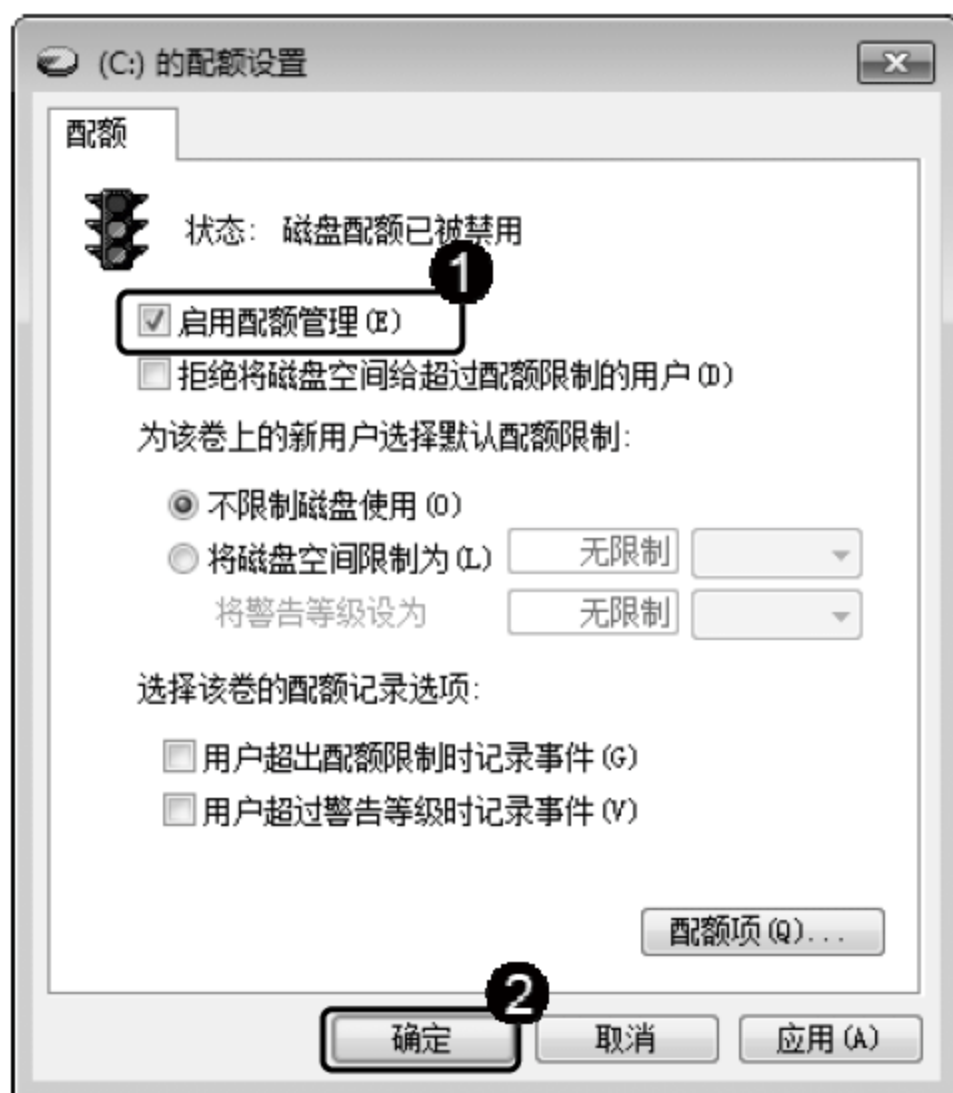 (C:) 的配额设置
配额
状态： 磁盘配额已被禁用
1
启用配额管理(E)
拒绝将磁盘空间给超过配额限制的用户(D)
为该卷上的新用户选择默认配额限制：
不限制磁盘使用(O)
将磁盘空间限制为(L) 无限制
将警告等级设为 无限制
选择该卷的配额记录选项：
用户超出配额限制时记录事件(G)
用户超过警告等级时记录事件(V)
配额项(Q)...
2
确定 取消 应用(A)